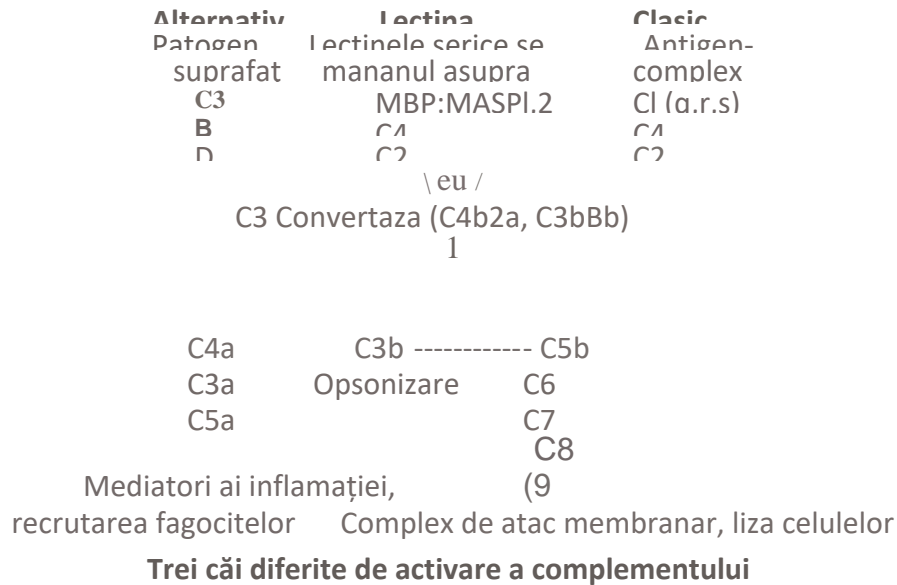 Alternativ Lectina Clasic
Patogen Lectinele serice se Antigen-
suprafat mananul asupra complex
C3 MBP:MASPl.2 Cl (q.r.s)
B C4 C4
D C2 C2
\ eu /
C3 Convertaza (C4b2a, C3bBb)
1
C4a C3b ------------ C5b
C3a Opsonizare C6
C5a C7
C8
Mediatori ai inflamației, (9
recrutarea fagocitelor Complex de atac membranar, liza celulelor
Trei căi diferite de activare a complementului